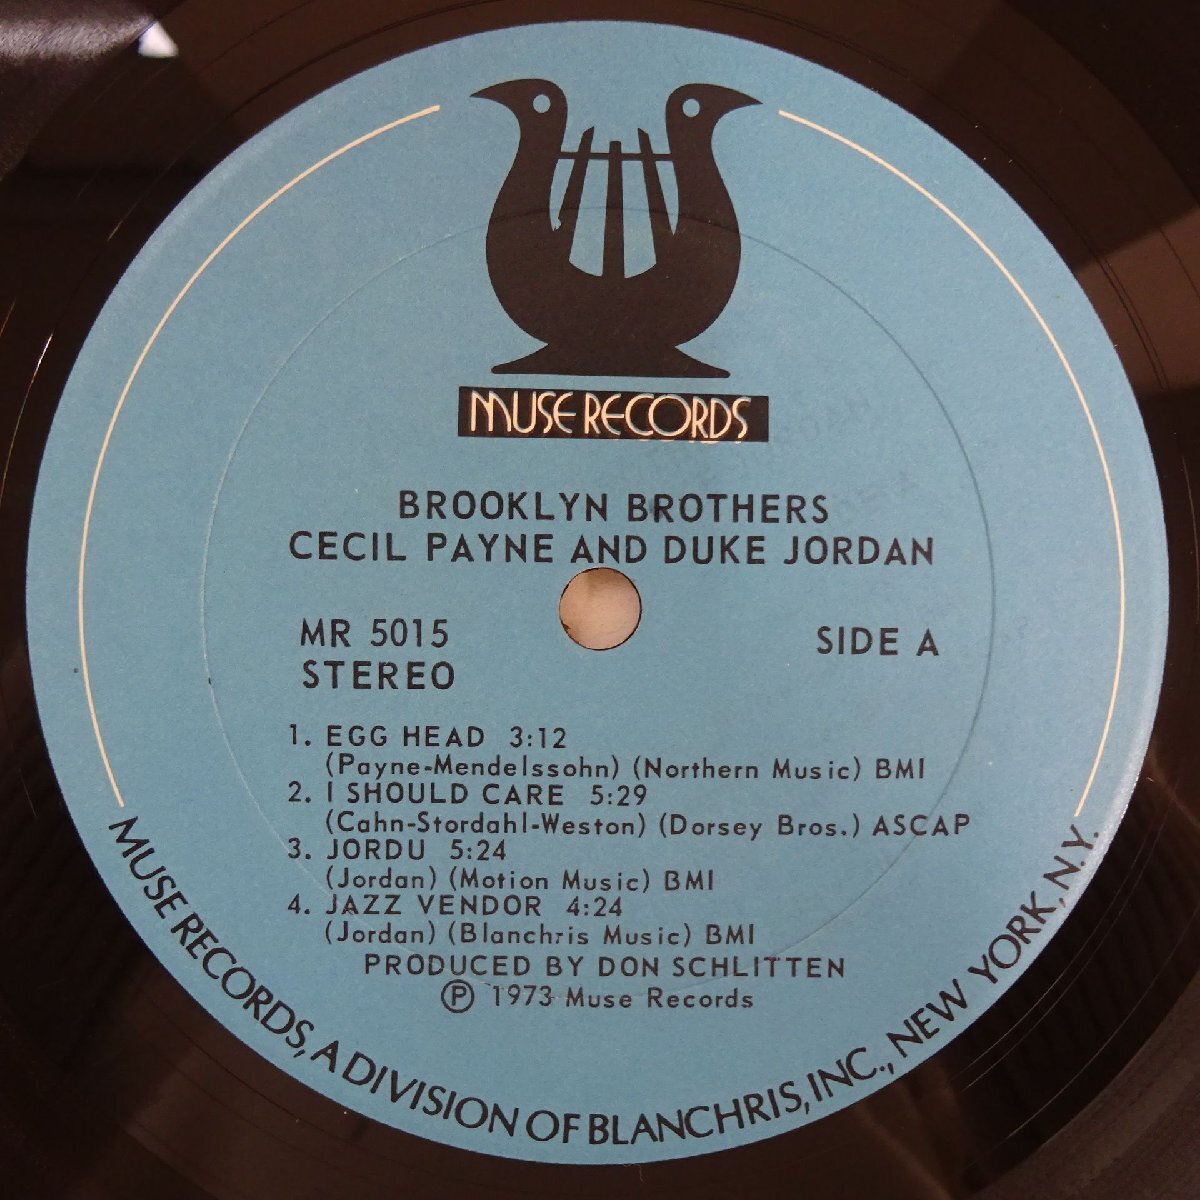 MUSE RECORDS
BROOKLYN BROTHERS
CECIL PAYNE AND DUKE JORDAN
MR 5015
STEREO
SIDE A
1. EGG HEAD 3:12
(Payne-Mendelssohn) (Northern Music) BMI
2. I SHOULD CARE 5:29
(Cahn-Stordahl-Weston) (Dorsey Bros.) ASCAP
3. JORDU 5:24
(Jordan) (Motion Music) BMI
4. JAZZ VENDOR 4:24
(Jordan) (Blanchris Music) BMI
PRODUCED BY DON SCHLITTEN
Ⓟ 1973 Muse Records
MUSE RECORDS, A DIVISION OF BLANCHRIS, INC., NEW YORK, N.Y.